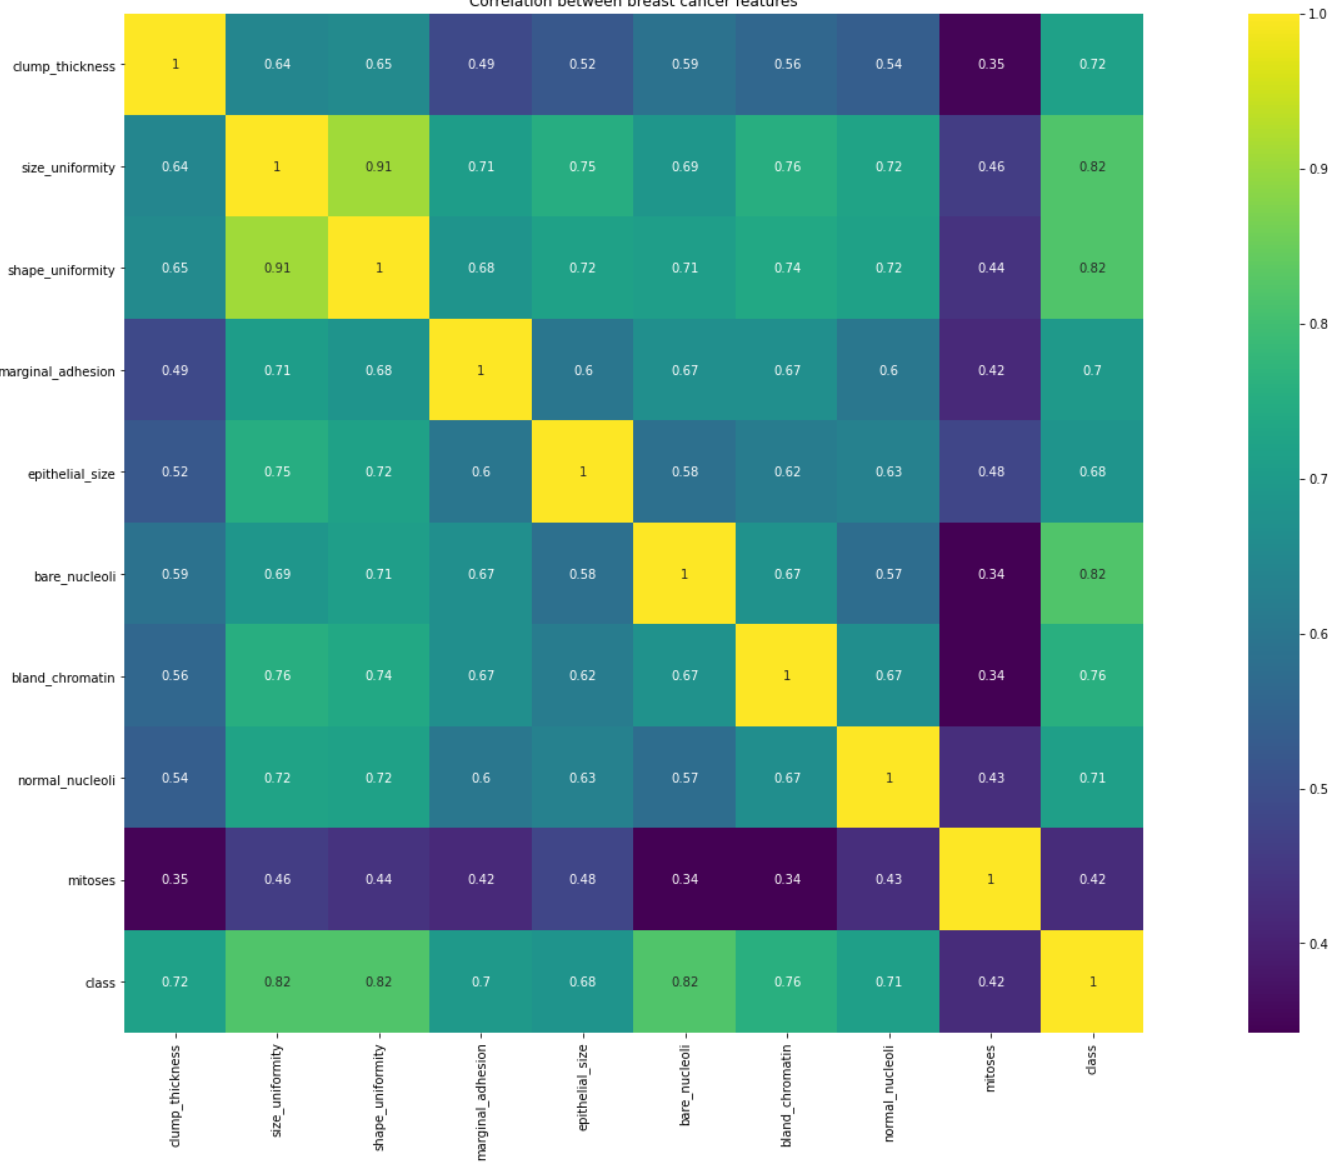 Correlation between breast cancer features
clump_thickness 1 0.64 0.65 0.49 0.52 0.59 0.56 0.54 0.35 0.72
size_uniformity 0.64 1 0.91 0.71 0.75 0.69 0.76 0.72 0.46 0.82
shape_uniformity 0.65 0.91 1 0.68 0.72 0.71 0.74 0.72 0.44 0.82
marginal_adhesion 0.49 0.71 0.68 1 0.6 0.67 0.67 0.6 0.42 0.7
epithelial_size 0.52 0.75 0.72 0.6 1 0.58 0.62 0.63 0.48 0.68
bare_nucleoli 0.59 0.69 0.71 0.67 0.58 1 0.67 0.57 0.34 0.82
bland_chromatin 0.56 0.76 0.74 0.67 0.62 0.67 1 0.67 0.34 0.76
normal_nucleoli 0.54 0.72 0.72 0.6 0.63 0.57 0.67 1 0.43 0.71
mitoses 0.35 0.46 0.44 0.42 0.48 0.34 0.34 0.43 1 0.42
class 0.72 0.82 0.82 0.7 0.68 0.82 0.76 0.71 0.42 1
clump_thickness
size_uniformity
shape_uniformity
marginal_adhesion
epithelial_size
bare_nucleoli
bland_chromatin
normal_nucleoli
mitoses
class
1.0
0.9
0.8
0.7
0.6
0.5
0.4